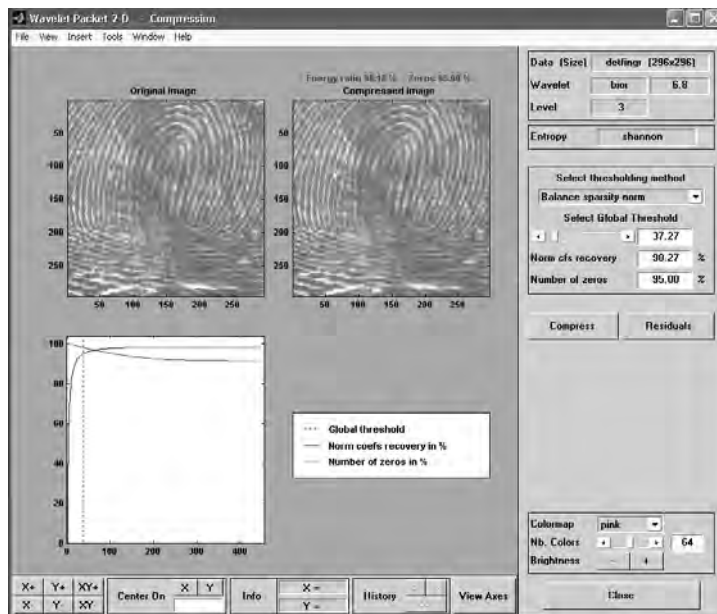 Wavelet Packet 2-D -- Compression
File View Insert Tools Window Help
Original Image
Compressed Image
Energy ratio % Zeros %
50
100
150
200
250
50 100 150 200 250
50
100
150
200
250
50 100 150 200 250
100
80
60
40
20
0
0 100 200 300 400
Global threshold
Norm coefs recovery in %
Number of zeros in %
Data (Size) detfingr (296x296)
Wavelet bior 6.8
Level 3
Entropy shannon
Select thresholding method
Balance sparsity-norm
Select Global Threshold
37.27
Norm cfs recovery %
Number of zeros 95.00 %
Compress Residuals
Colormap pink
Nb. Colors 64
Brightness - +
Close
X+ Y+ XY+
X- Y- XY-
Center On X Y
Info X = Y =
History
View Axes